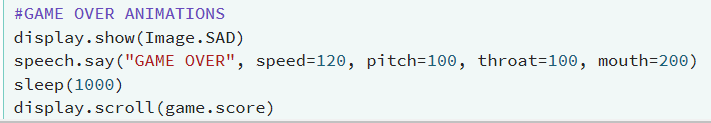 #GAME OVER ANIMATIONS
display.show(Image.SAD)
speech.say("GAME OVER", speed=120, pitch=100, throat=100, mouth=200)
sleep(1000)
display.scroll(game.score)